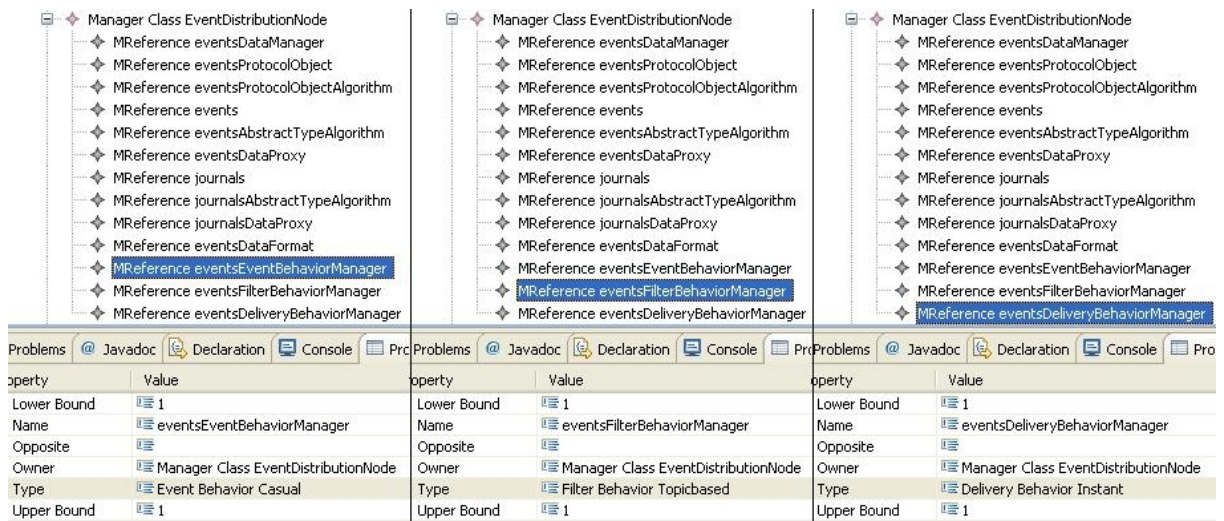 Manager Class EventDistributionNode
MReference eventsDataManager
MReference eventsProtocolObject
MReference eventsProtocolObjectAlgorithm
MReference events
MReference eventsAbstractTypeAlgorithm
MReference eventsDataProxy
MReference journals
MReference journalsAbstractTypeAlgorithm
MReference journalsDataProxy
MReference eventsDataFormat
MReference eventsEventBehaviorManager
MReference eventsFilterBehaviorManager
MReference eventsDeliveryBehaviorManager
Problems @ Javadoc Declaration Console Pro
operty Value
Lower Bound 1
Name eventsEventBehaviorManager
Opposite
Owner Manager Class EventDistributionNode
Type Event Behavior Casual
Upper Bound 1
Manager Class EventDistributionNode
MReference eventsDataManager
MReference eventsProtocolObject
MReference eventsProtocolObjectAlgorithm
MReference events
MReference eventsAbstractTypeAlgorithm
MReference eventsDataProxy
MReference journals
MReference journalsAbstractTypeAlgorithm
MReference journalsDataProxy
MReference eventsDataFormat
MReference eventsEventBehaviorManager
MReference eventsFilterBehaviorManager
MReference eventsDeliveryBehaviorManager
Problems @ Javadoc Declaration Console Pro
operty Value
Lower Bound 1
Name eventsFilterBehaviorManager
Opposite
Owner Manager Class EventDistributionNode
Type Filter Behavior Topicbased
Upper Bound 1
Manager Class EventDistributionNode
MReference eventsDataManager
MReference eventsProtocolObject
MReference eventsProtocolObjectAlgorithm
MReference events
MReference eventsAbstractTypeAlgorithm
MReference eventsDataProxy
MReference journals
MReference journalsAbstractTypeAlgorithm
MReference journalsDataProxy
MReference eventsDataFormat
MReference eventsEventBehaviorManager
MReference eventsFilterBehaviorManager
MReference eventsDeliveryBehaviorManager
Problems @ Javadoc Declaration Console Pro
operty Value
Lower Bound 1
Name eventsDeliveryBehaviorManager
Opposite
Owner Manager Class EventDistributionNode
Type Delivery Behavior Instant
Upper Bound 1